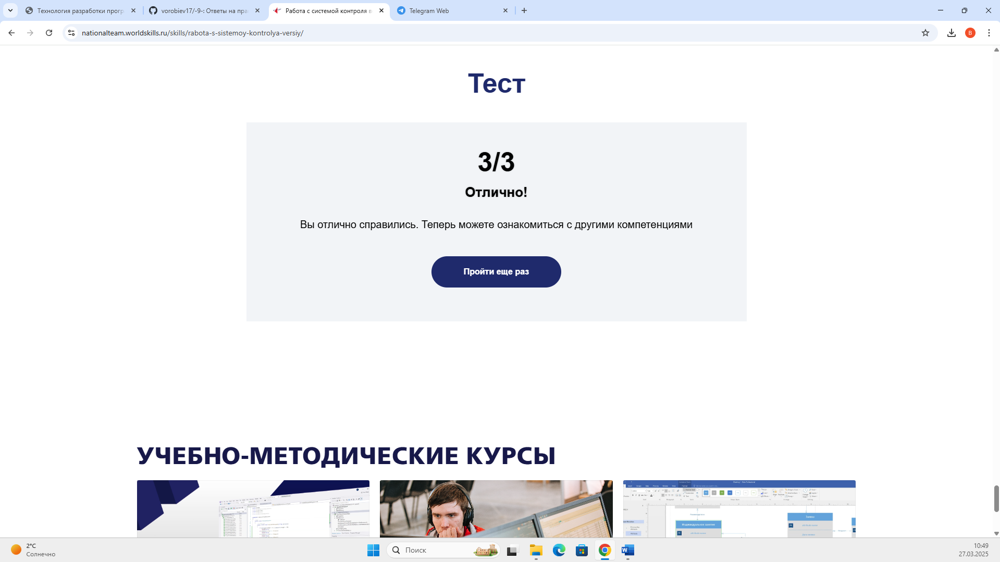 Технология разработки прогр
vorobiev17/-9-: Ответы на пра
Работа с системой контроля в
Telegram Web
nationalteam.worldskills.ru/skills/rabota-s-sistemoy-kontrolya-versiy/
B
Тест
3/3
Отлично!
Вы отлично справились. Теперь можете ознакомиться с другими компетенциями
Пройти еще раз
УЧЕБНО-МЕТОДИЧЕСКИЕ КУРСЫ
2°C
Солнечно
Поиск
10:49
27.03.2025